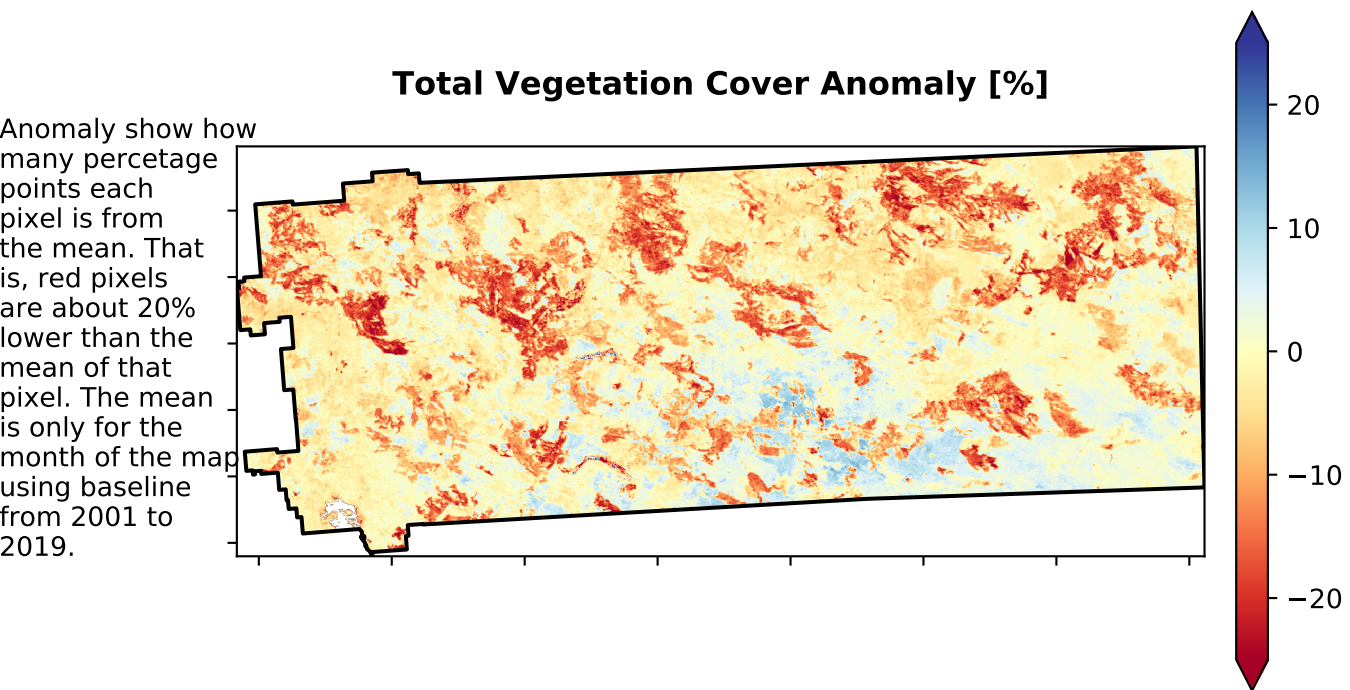 Total Vegetation Cover Anomaly [%]
Anomaly show how
many percetage
points each
pixel is from
the mean. That
is, red pixels
are about 20%
lower than the
mean of that
pixel. The mean
is only for the
month of the map
using baseline
from 2001 to
2019.
20
10
0
−10
−20